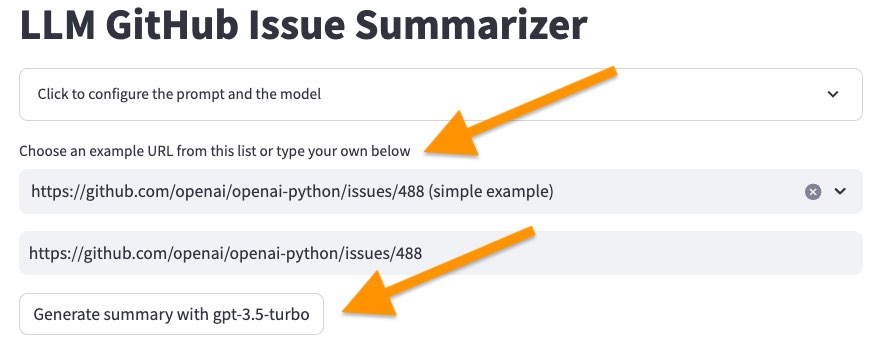 LLM GitHub Issue Summarizer
Click to configure the prompt and the model
Choose an example URL from this list or type your own below
https://github.com/openai/openai-python/issues/488 (simple example)
https://github.com/openai/openai-python/issues/488
Generate summary with gpt-3.5-turbo